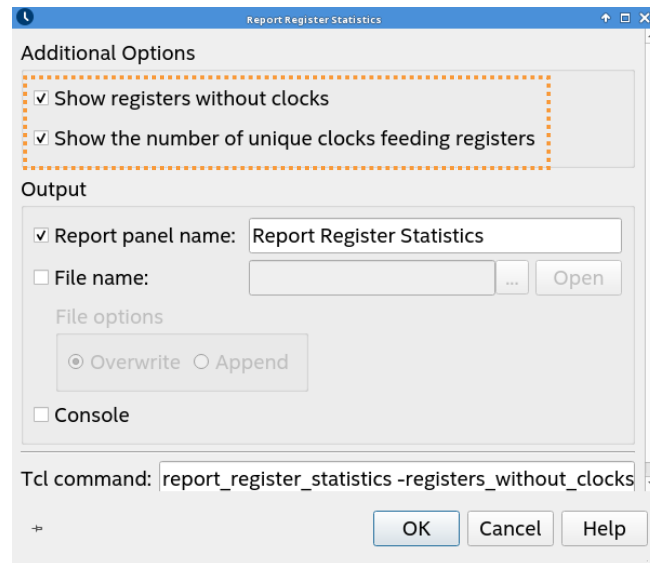 Report Register Statistics
Additional Options
Show registers without clocks
Show the number of unique clocks feeding registers
Output
Report panel name: Report Register Statistics
File name: ... Open
File options
Overwrite Append
Console
Tcl command: report_register_statistics -registers_without_clocks
OK Cancel Help